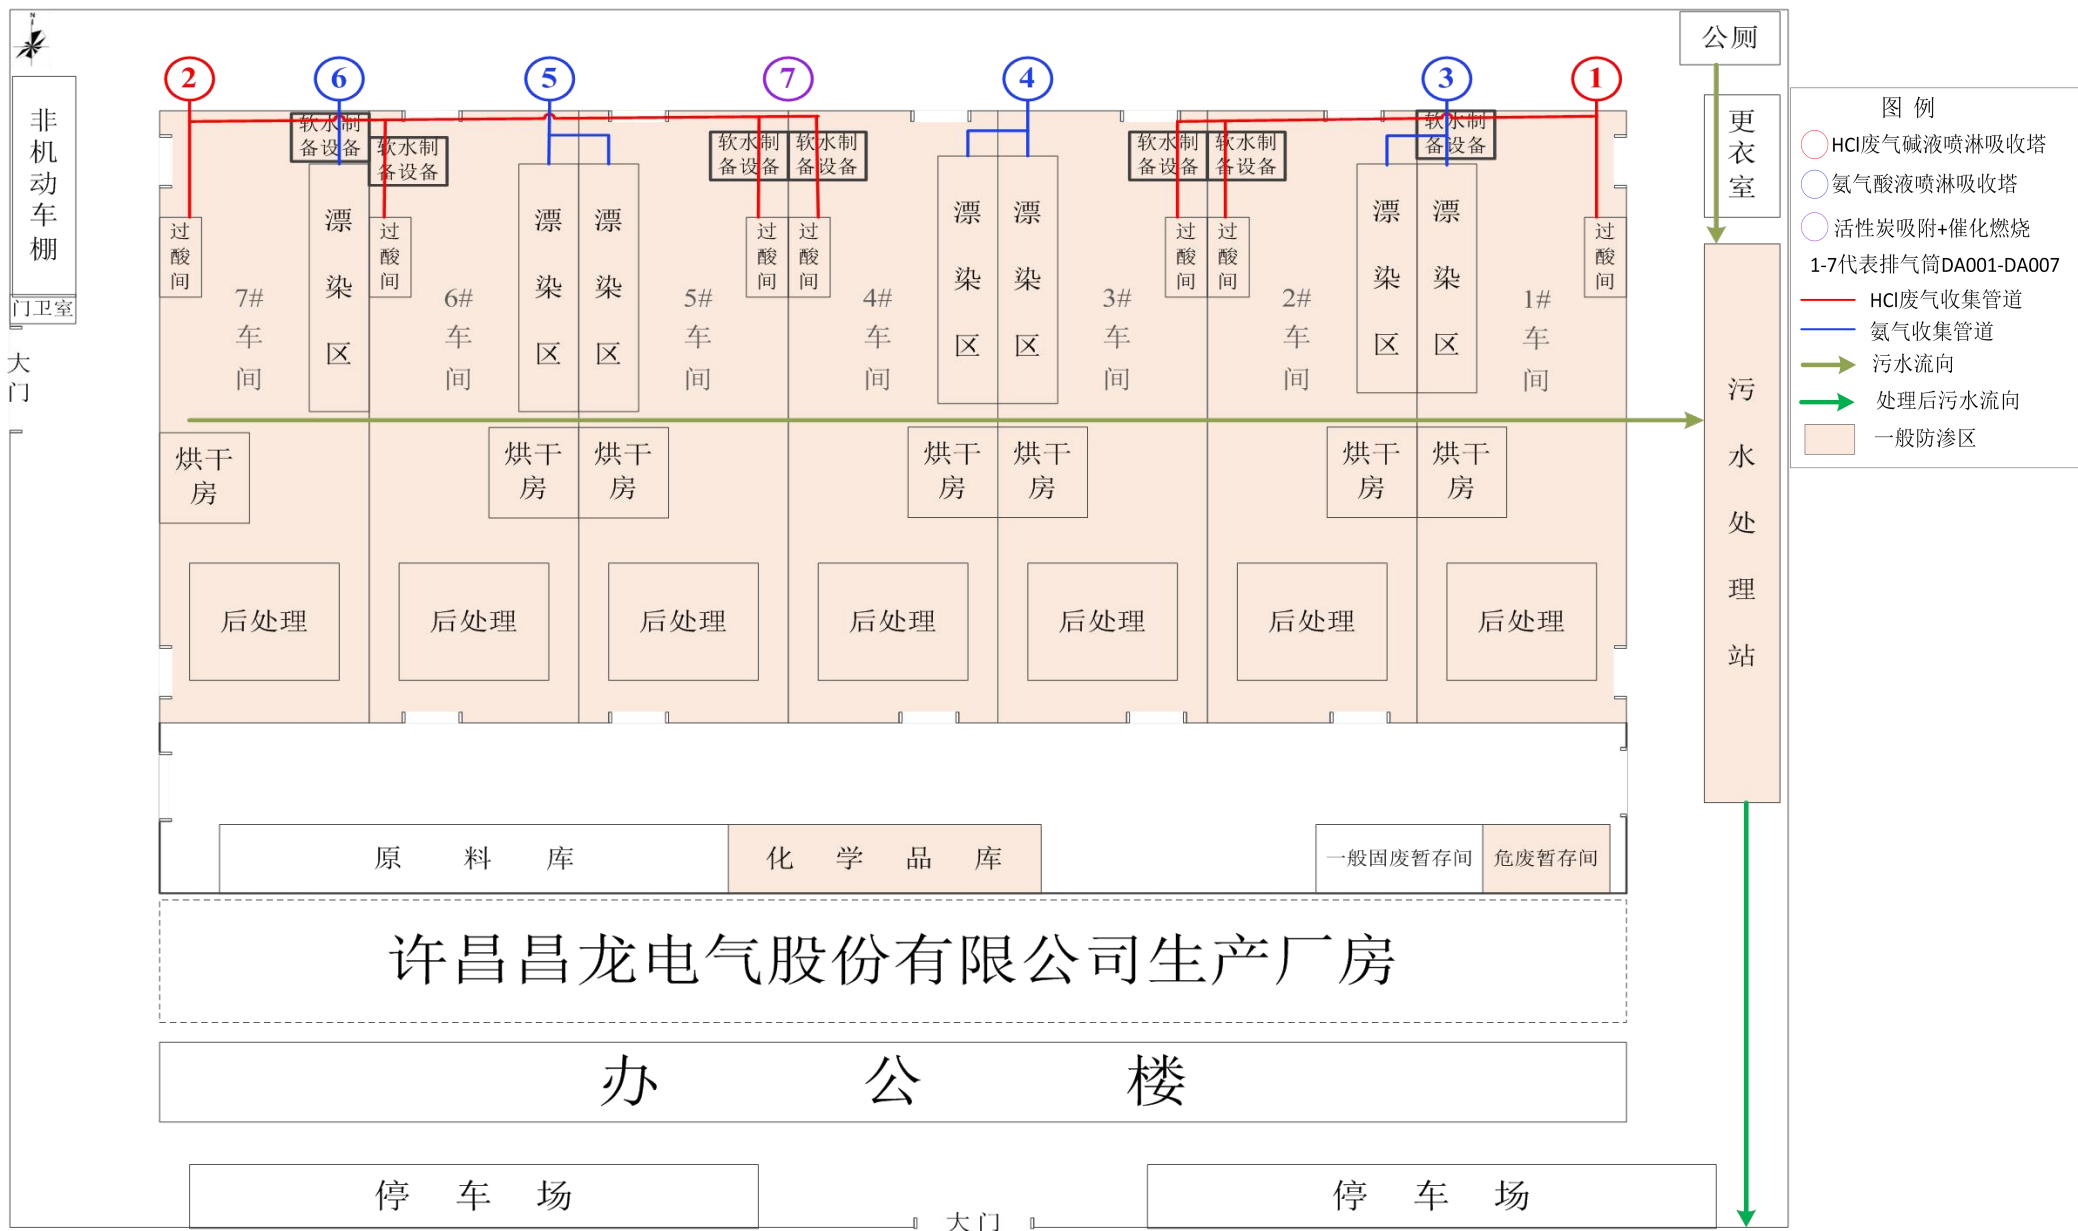 N
公厕
2
6
5
7
4
3
1
非机动车棚
门卫室
大门
软水制
备设备
软水制
备设备
软水制
备设备
软水制
备设备
软水制
备设备
软水制
备设备
软水制
备设备
更衣室
过酸间
漂染区
过酸间
漂染区
漂染区
过酸间
过酸间
漂染区
漂染区
过酸间
过酸间
漂染区
漂染区
过酸间
7#车间
6#车间
5#车间
4#车间
3#车间
2#车间
1#车间
烘干
房
烘干
房
烘干
房
烘干
房
烘干
房
烘干
房
烘干
房
后处理
后处理
后处理
后处理
后处理
后处理
后处理
污水处理站
原料库
化学品库
一般固废暂存间
危废暂存间
许昌昌龙电气股份有限公司生产厂房
办公楼
停车场
大门
停车场
图 例
HCl废气碱液喷淋吸收塔
氨气酸液喷淋吸收塔
活性炭吸附+催化燃烧
1-7代表排气筒DA001-DA007
HCl废气收集管道
氨气收集管道
污水流向
处理后污水流向
一般防渗区